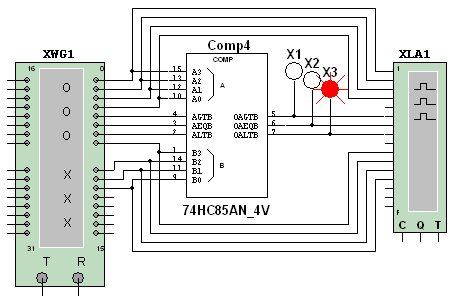 XWG1
16 0
O
O
O
X
X
X
31 15
T R
Comp4
COMP
15 A3
13 A2
12 A1
10 A0
A
4 AGTB OAGTB 5
3 AEQB OAEQB 6
2 ALTB OALTB 7
1 B3
14 B2
11 B1
9 B0
B
74HC85AN_4V
X1
X2
X3
XLA1
1
F
C Q T